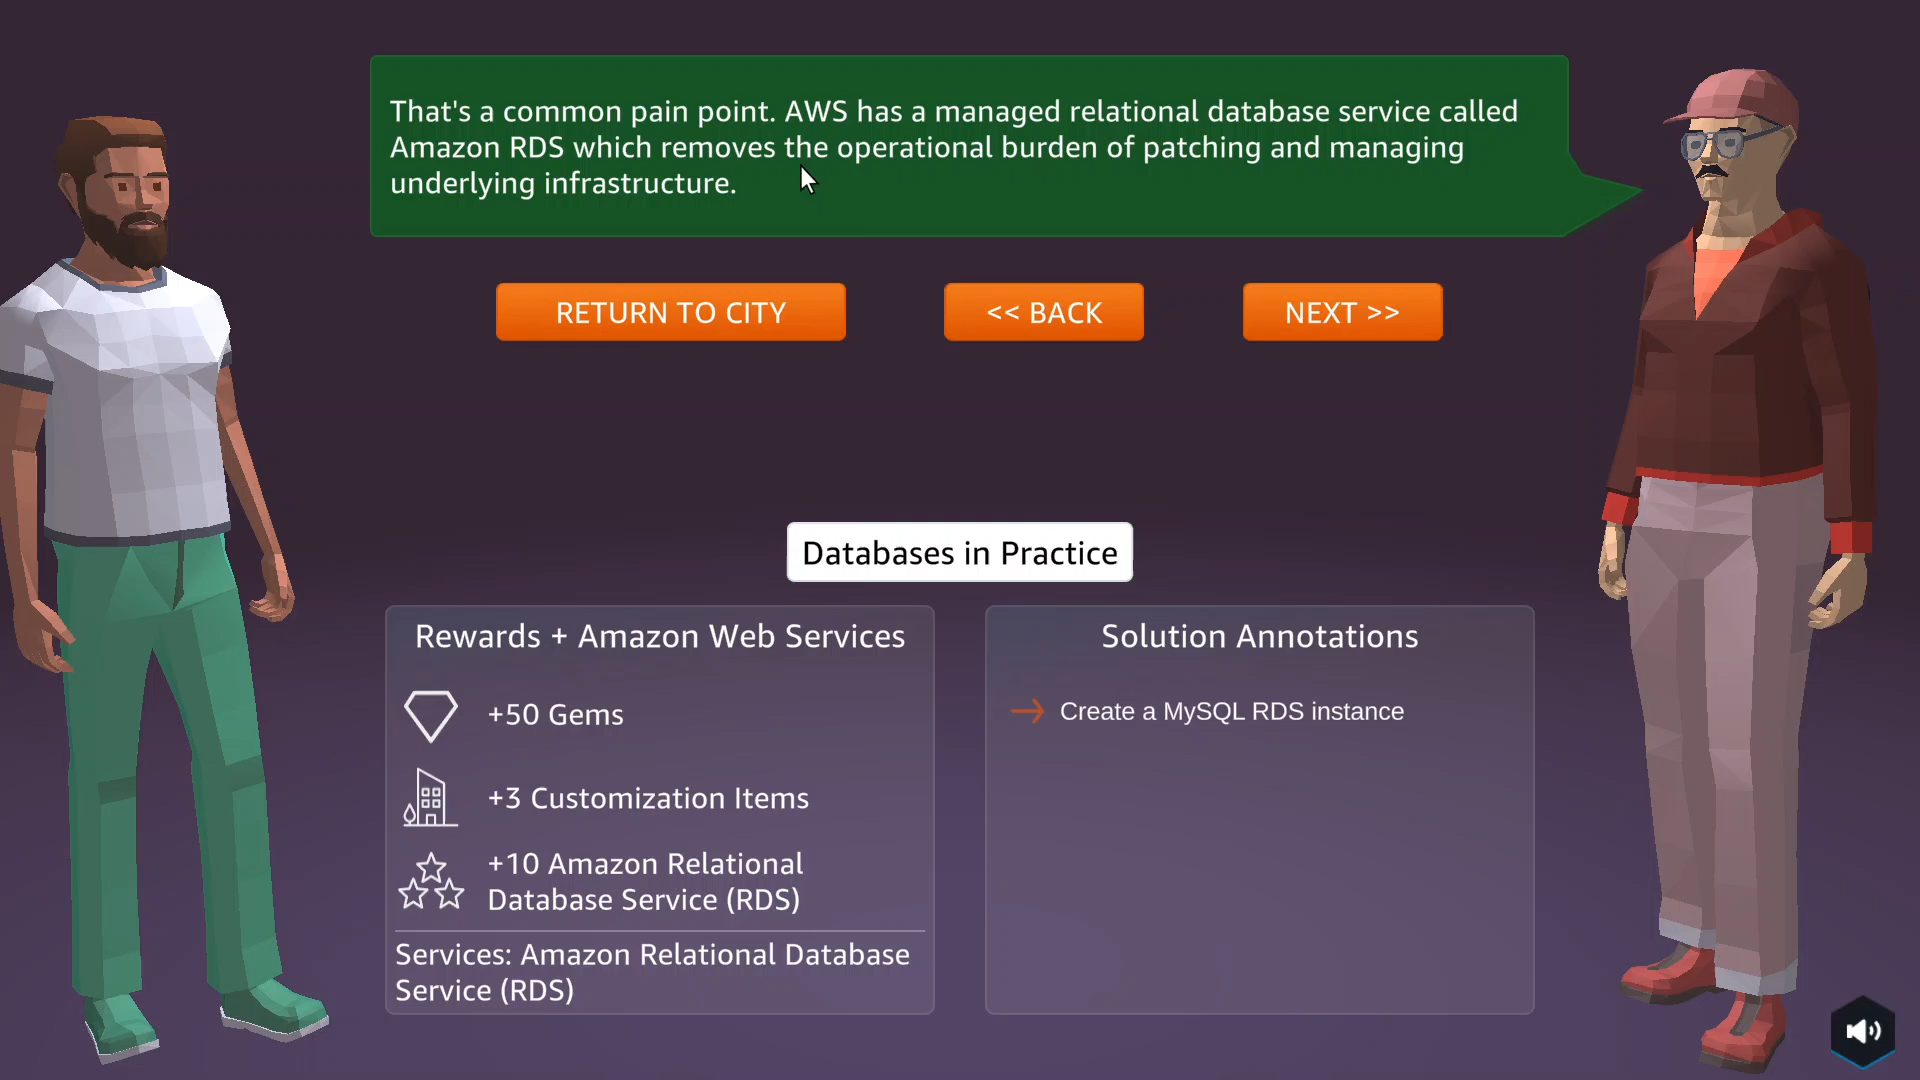 That's a common pain point. AWS has a managed relational database service called
Amazon RDS which removes the operational burden of patching and managing
underlying infrastructure.
RETURN TO CITY
<< BACK
NEXT >>
Databases in Practice
Rewards + Amazon Web Services
+50 Gems
+3 Customization Items
+10 Amazon Relational
Database Service (RDS)
Services: Amazon Relational Database
Service (RDS)
Solution Annotations
Create a MySQL RDS instance